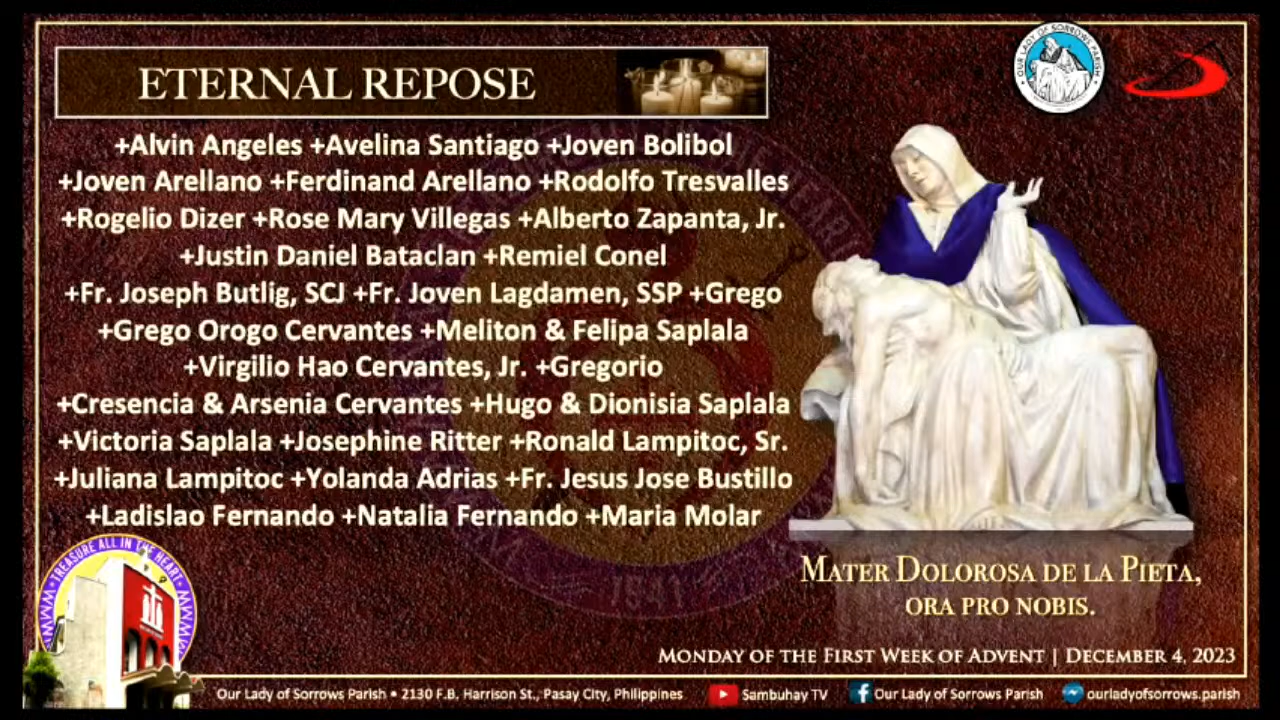 ETERNAL REPOSE
OUR LADY OF SORROWS PARISH
+Alvin Angeles +Avelina Santiago +Joven Bolibol
+Joven Arellano +Ferdinand Arellano +Rodolfo Tresvalles
+Rogelio Dizer +Rose Mary Villegas +Alberto Zapanta, Jr.
+Justin Daniel Bataclan +Remiel Conel
+Fr. Joseph Butlig, SCJ +Fr. Joven Lagdamen, SSP +Grego
+Grego Orogo Cervantes +Meliton & Felipa Saplala
+Virgilio Hao Cervantes, Jr. +Gregorio
+Cresencia & Arsenia Cervantes +Hugo & Dionisia Saplala
+Victoria Saplala +Josephine Ritter +Ronald Lampitoc, Sr.
+Juliana Lampitoc +Yolanda Adrias +Fr. Jesus Jose Bustillo
+Ladislao Fernando +Natalia Fernando +Maria Molar
TREASURE ALL IN THE HEART
MATER DOLOROSA DE LA PIETA,
ORA PRO NOBIS.
MONDAY OF THE FIRST WEEK OF ADVENT | DECEMBER 4, 2023
Our Lady of Sorrows Parish • 2130 F.B. Harrison St., Pasay City, Philippines Sambuhay TV Our Lady of Sorrows Parish ourladyofsorrows.parish